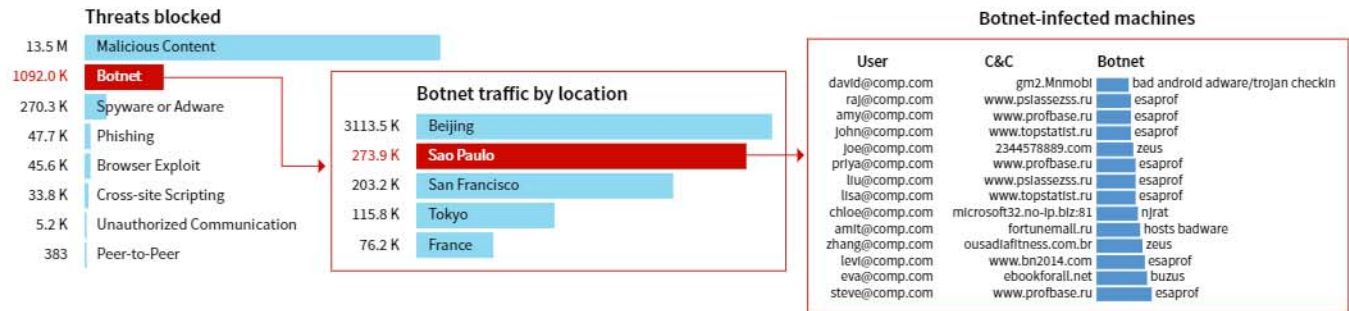 Threats blocked
13.5 M Malicious Content
1092.0 K Botnet
270.3 K Spyware or Adware
47.7 K Phishing
45.6 K Browser Exploit
33.8 K Cross-site Scripting
5.2 K Unauthorized Communication
383 Peer-to-Peer
Botnet traffic by location
3113.5 K Beijing
273.9 K Sao Paulo
203.2 K San Francisco
115.8 K Tokyo
76.2 K France
Botnet-infected machines
User C&C Botnet
david@comp.com gm2.Mnmobi bad android adware/trojan checkin
raj@comp.com www.pslassezss.ru esaprof
amy@comp.com www.profbase.ru esaprof
john@comp.com www.topstatist.ru esaprof
joe@comp.com 2344578889.com zeus
priya@comp.com www.profbase.ru esaprof
liu@comp.com www.pslassezss.ru esaprof
lisa@comp.com www.topstatist.ru esaprof
chloe@comp.com microsoft32.no-ip.biz:81 njrat
amit@comp.com fortunemall.ru hosts badware
zhang@comp.com ousadiafitness.com.br zeus
levi@comp.com www.bn2014.com esaprof
eva@comp.com ebookforall.net buzus
steve@comp.com www.profbase.ru esaprof